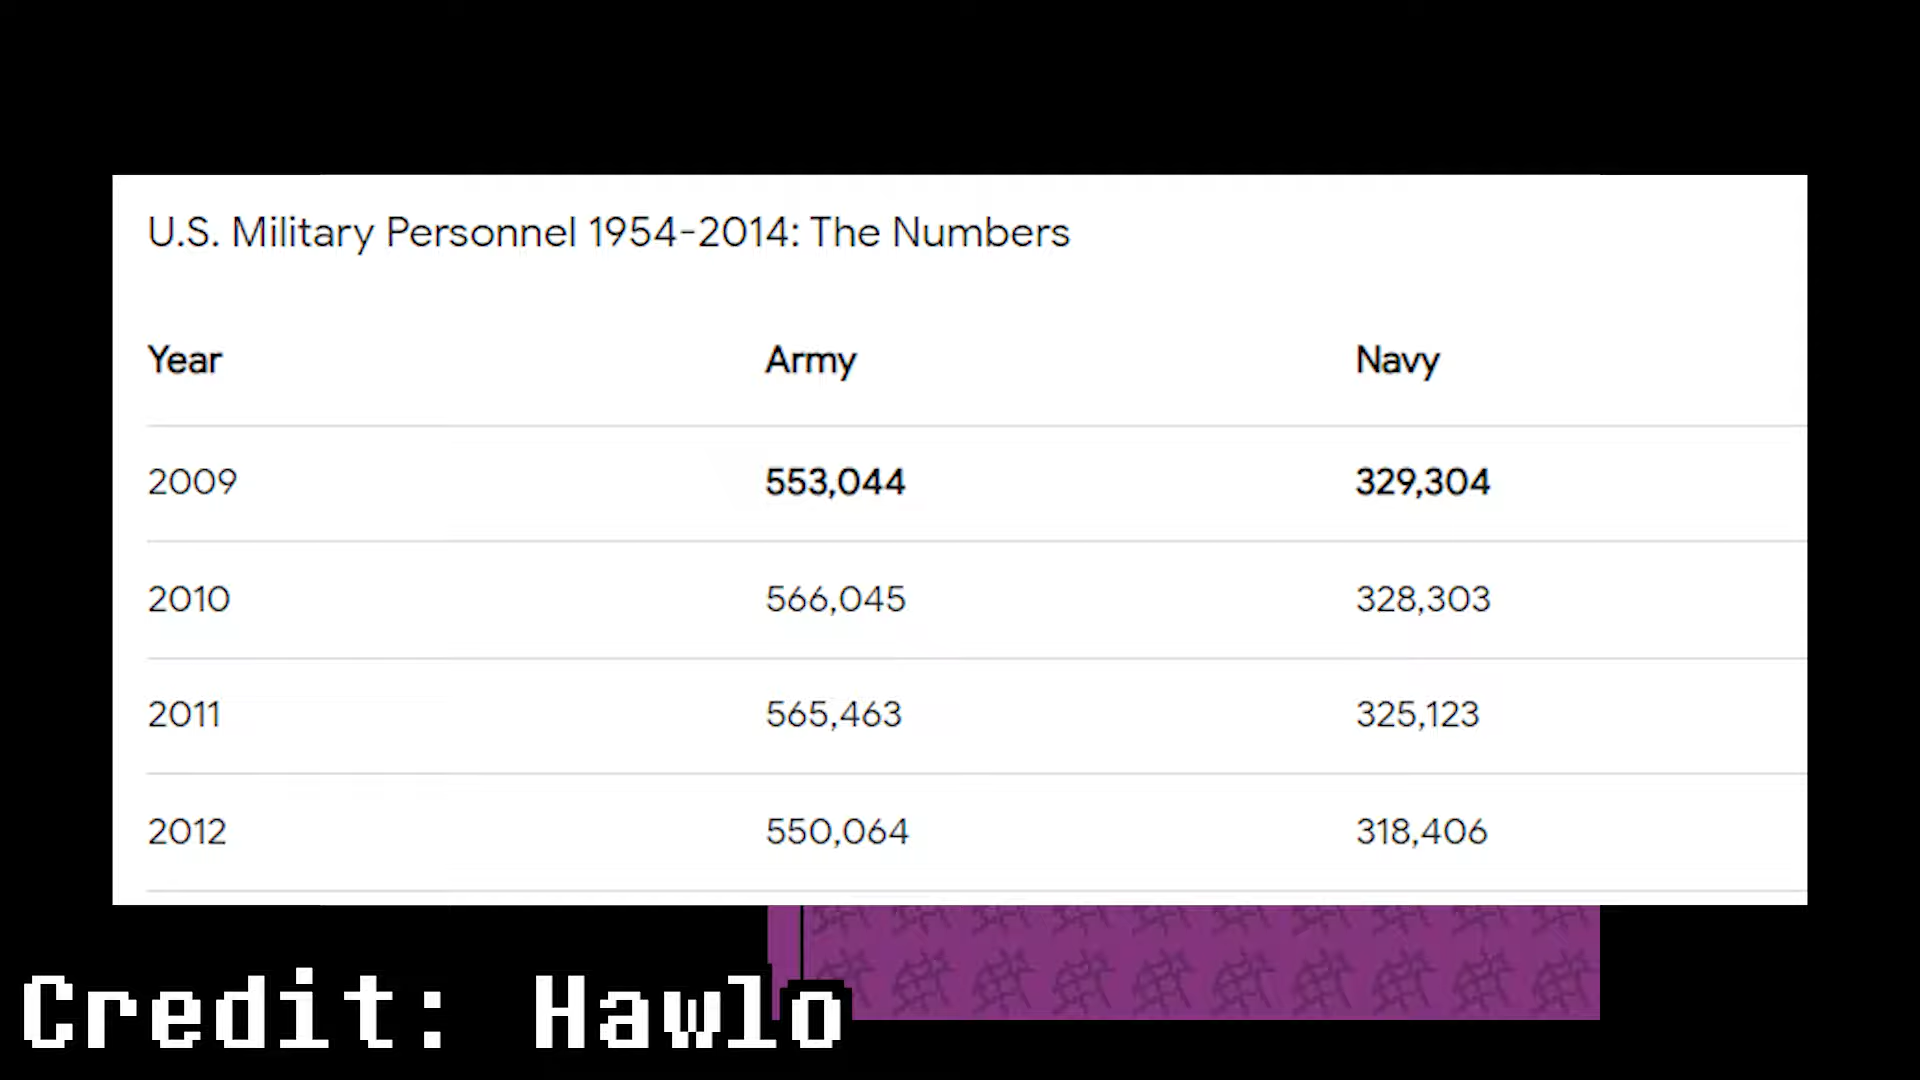 U.S. Military Personnel 1954-2014: The Numbers
Year Army Navy
2009 553,044 329,304
2010 566,045 328,303
2011 565,463 325,123
2012 550,064 318,406
Credit: Hawlo